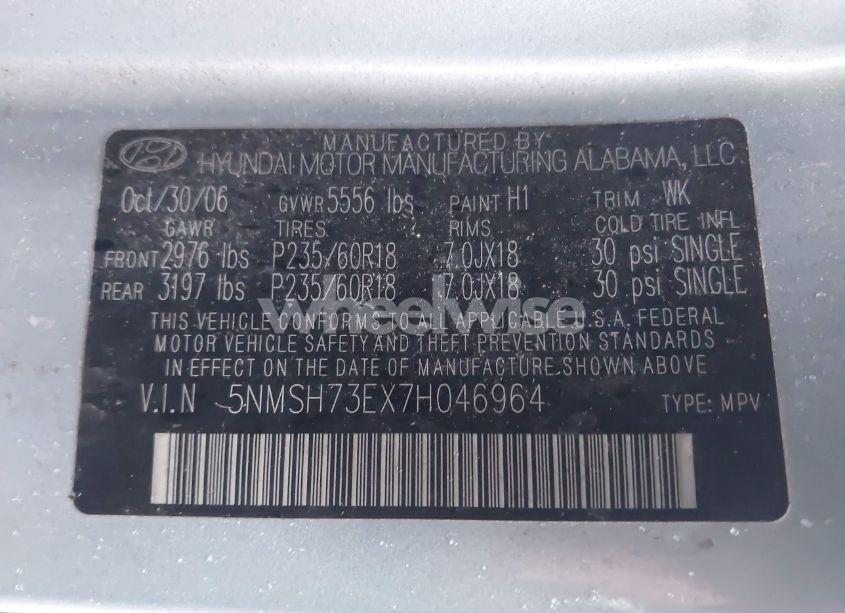 MANUFACTURED BY
HYUNDAI MOTOR MANUFACTURING ALABAMA, LLC
Oct/30/06 GVWR 5556 lbs PAINT H1 TRIM WK
GAWR TIRES RIMS COLD TIRE INFL
FRONT 2976 lbs P235/60R18 7.0JX18 30 psi SINGLE
REAR 3197 lbs P235/60R18 7.0JX18 30 psi SINGLE
wheelwise
THIS VEHICLE CONFORMS TO ALL APPLICABLE U.S.A. FEDERAL
MOTOR VEHICLE SAFETY AND THEFT PREVENTION STANDARDS
IN EFFECT ON THE DATE OF MANUFACTURE SHOWN ABOVE.
V.I.N 5NMSH73EX7H046964 TYPE: MPV